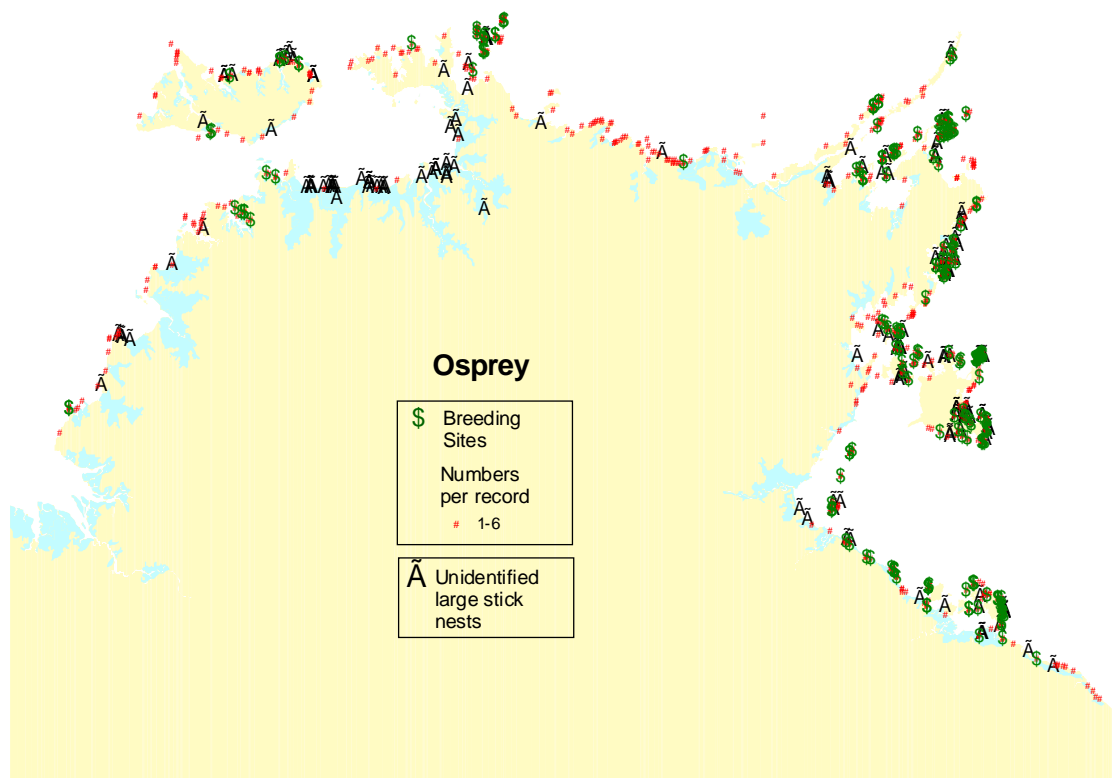 Osprey
$ Breeding
Sites
Numbers
per record
# 1-6
Ã Unidentified
large stick
nests